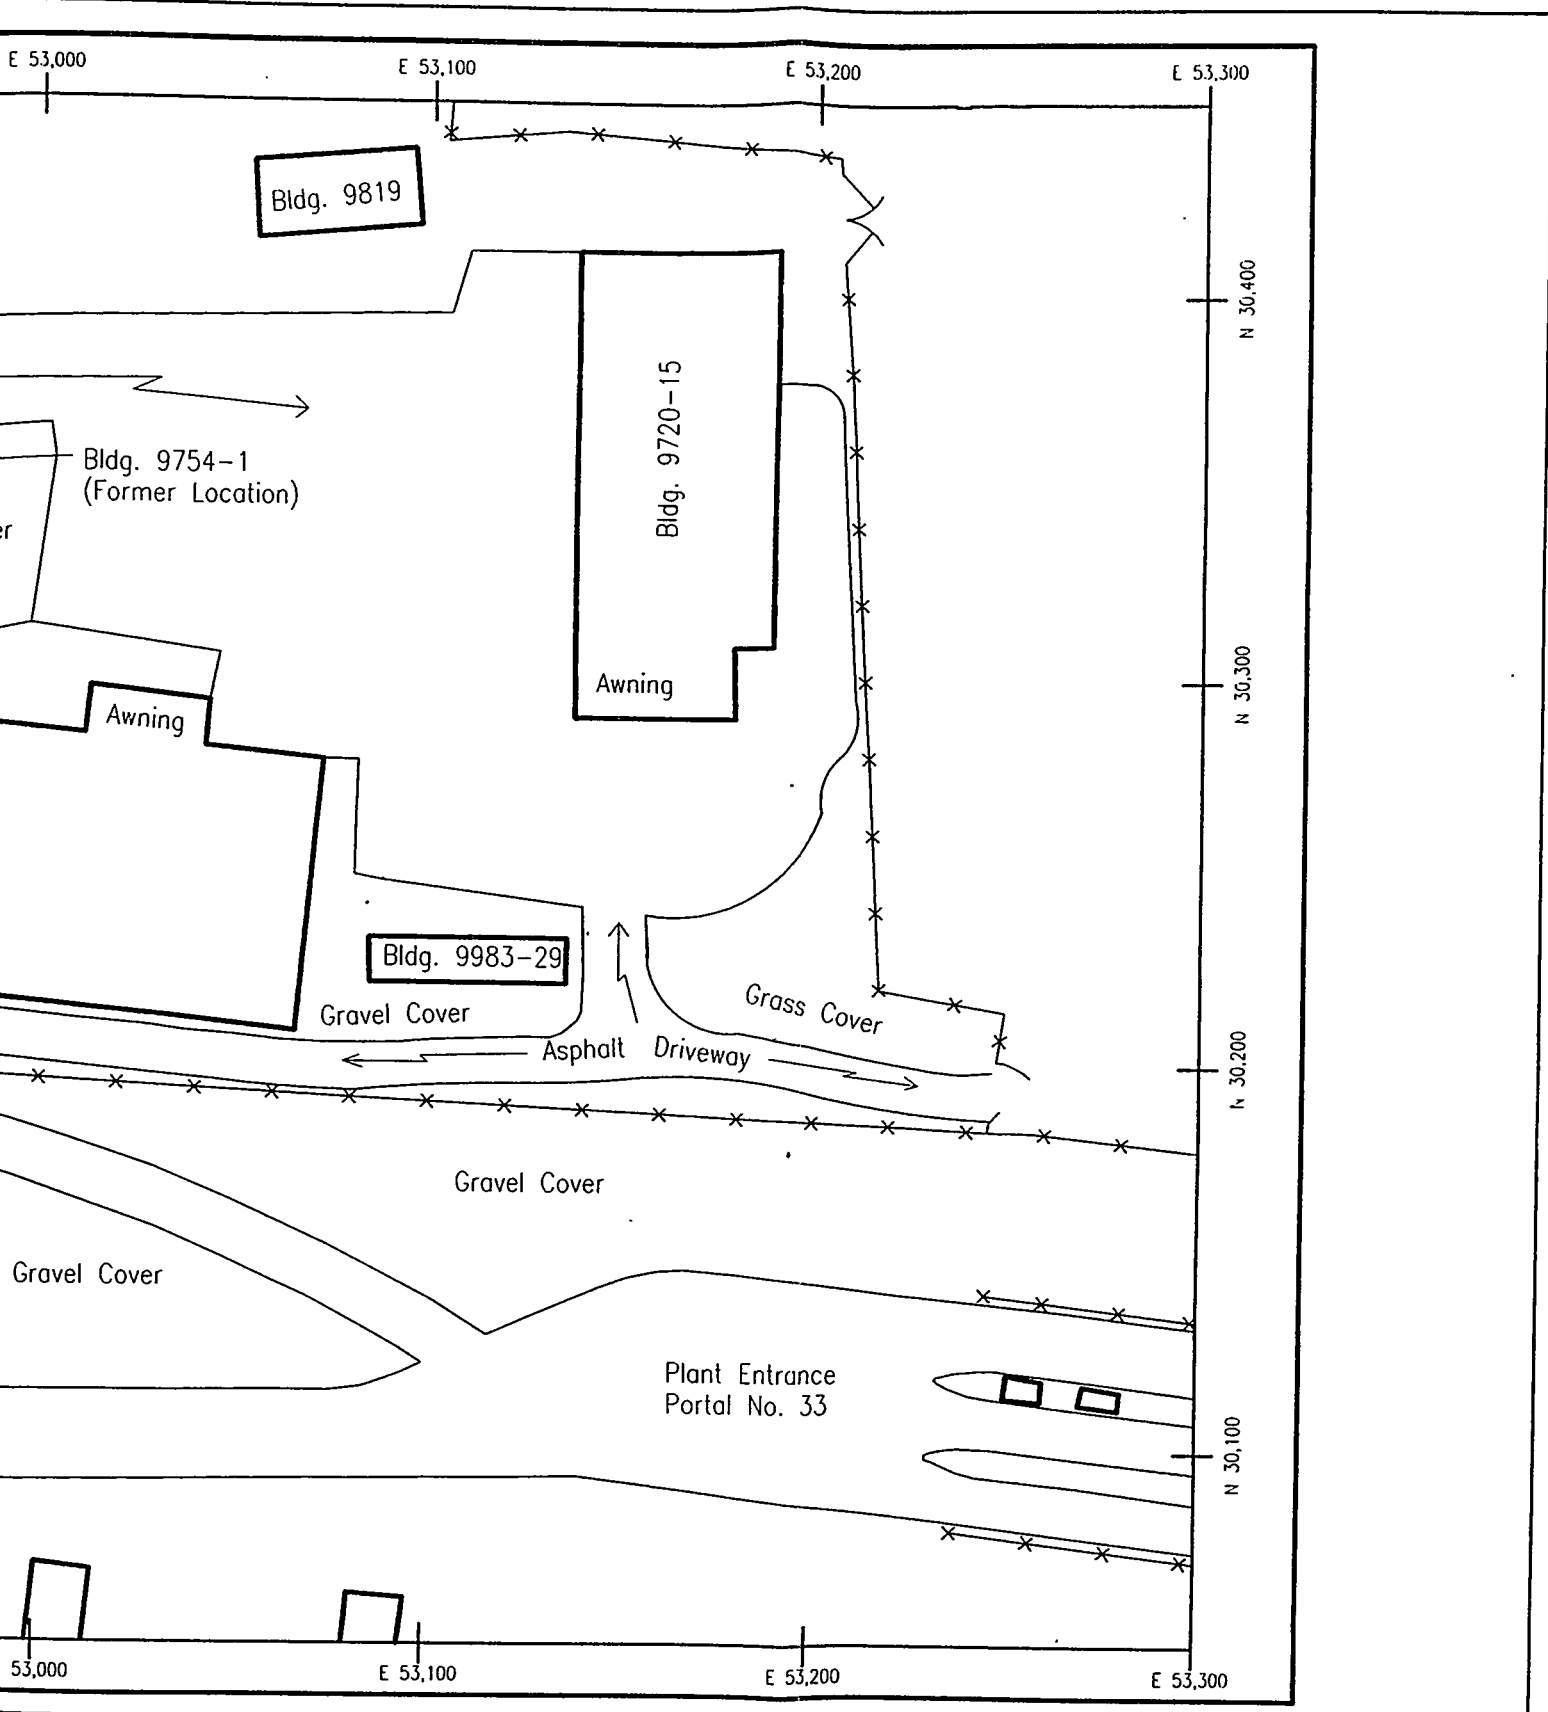 E 53,000
E 53,100
E 53,200
E 53,300
Bldg. 9819
N 30,400
Bldg. 9720-15
Bldg. 9754-1
(Former Location)
er
N 30,300
Awning
Awning
Bldg. 9983-29
Grass Cover
Gravel Cover
Asphalt Driveway
N 30,200
Gravel Cover
Gravel Cover
Plant Entrance
Portal No. 33
N 30,100
53,000
E 53,100
E 53,200
E 53,300